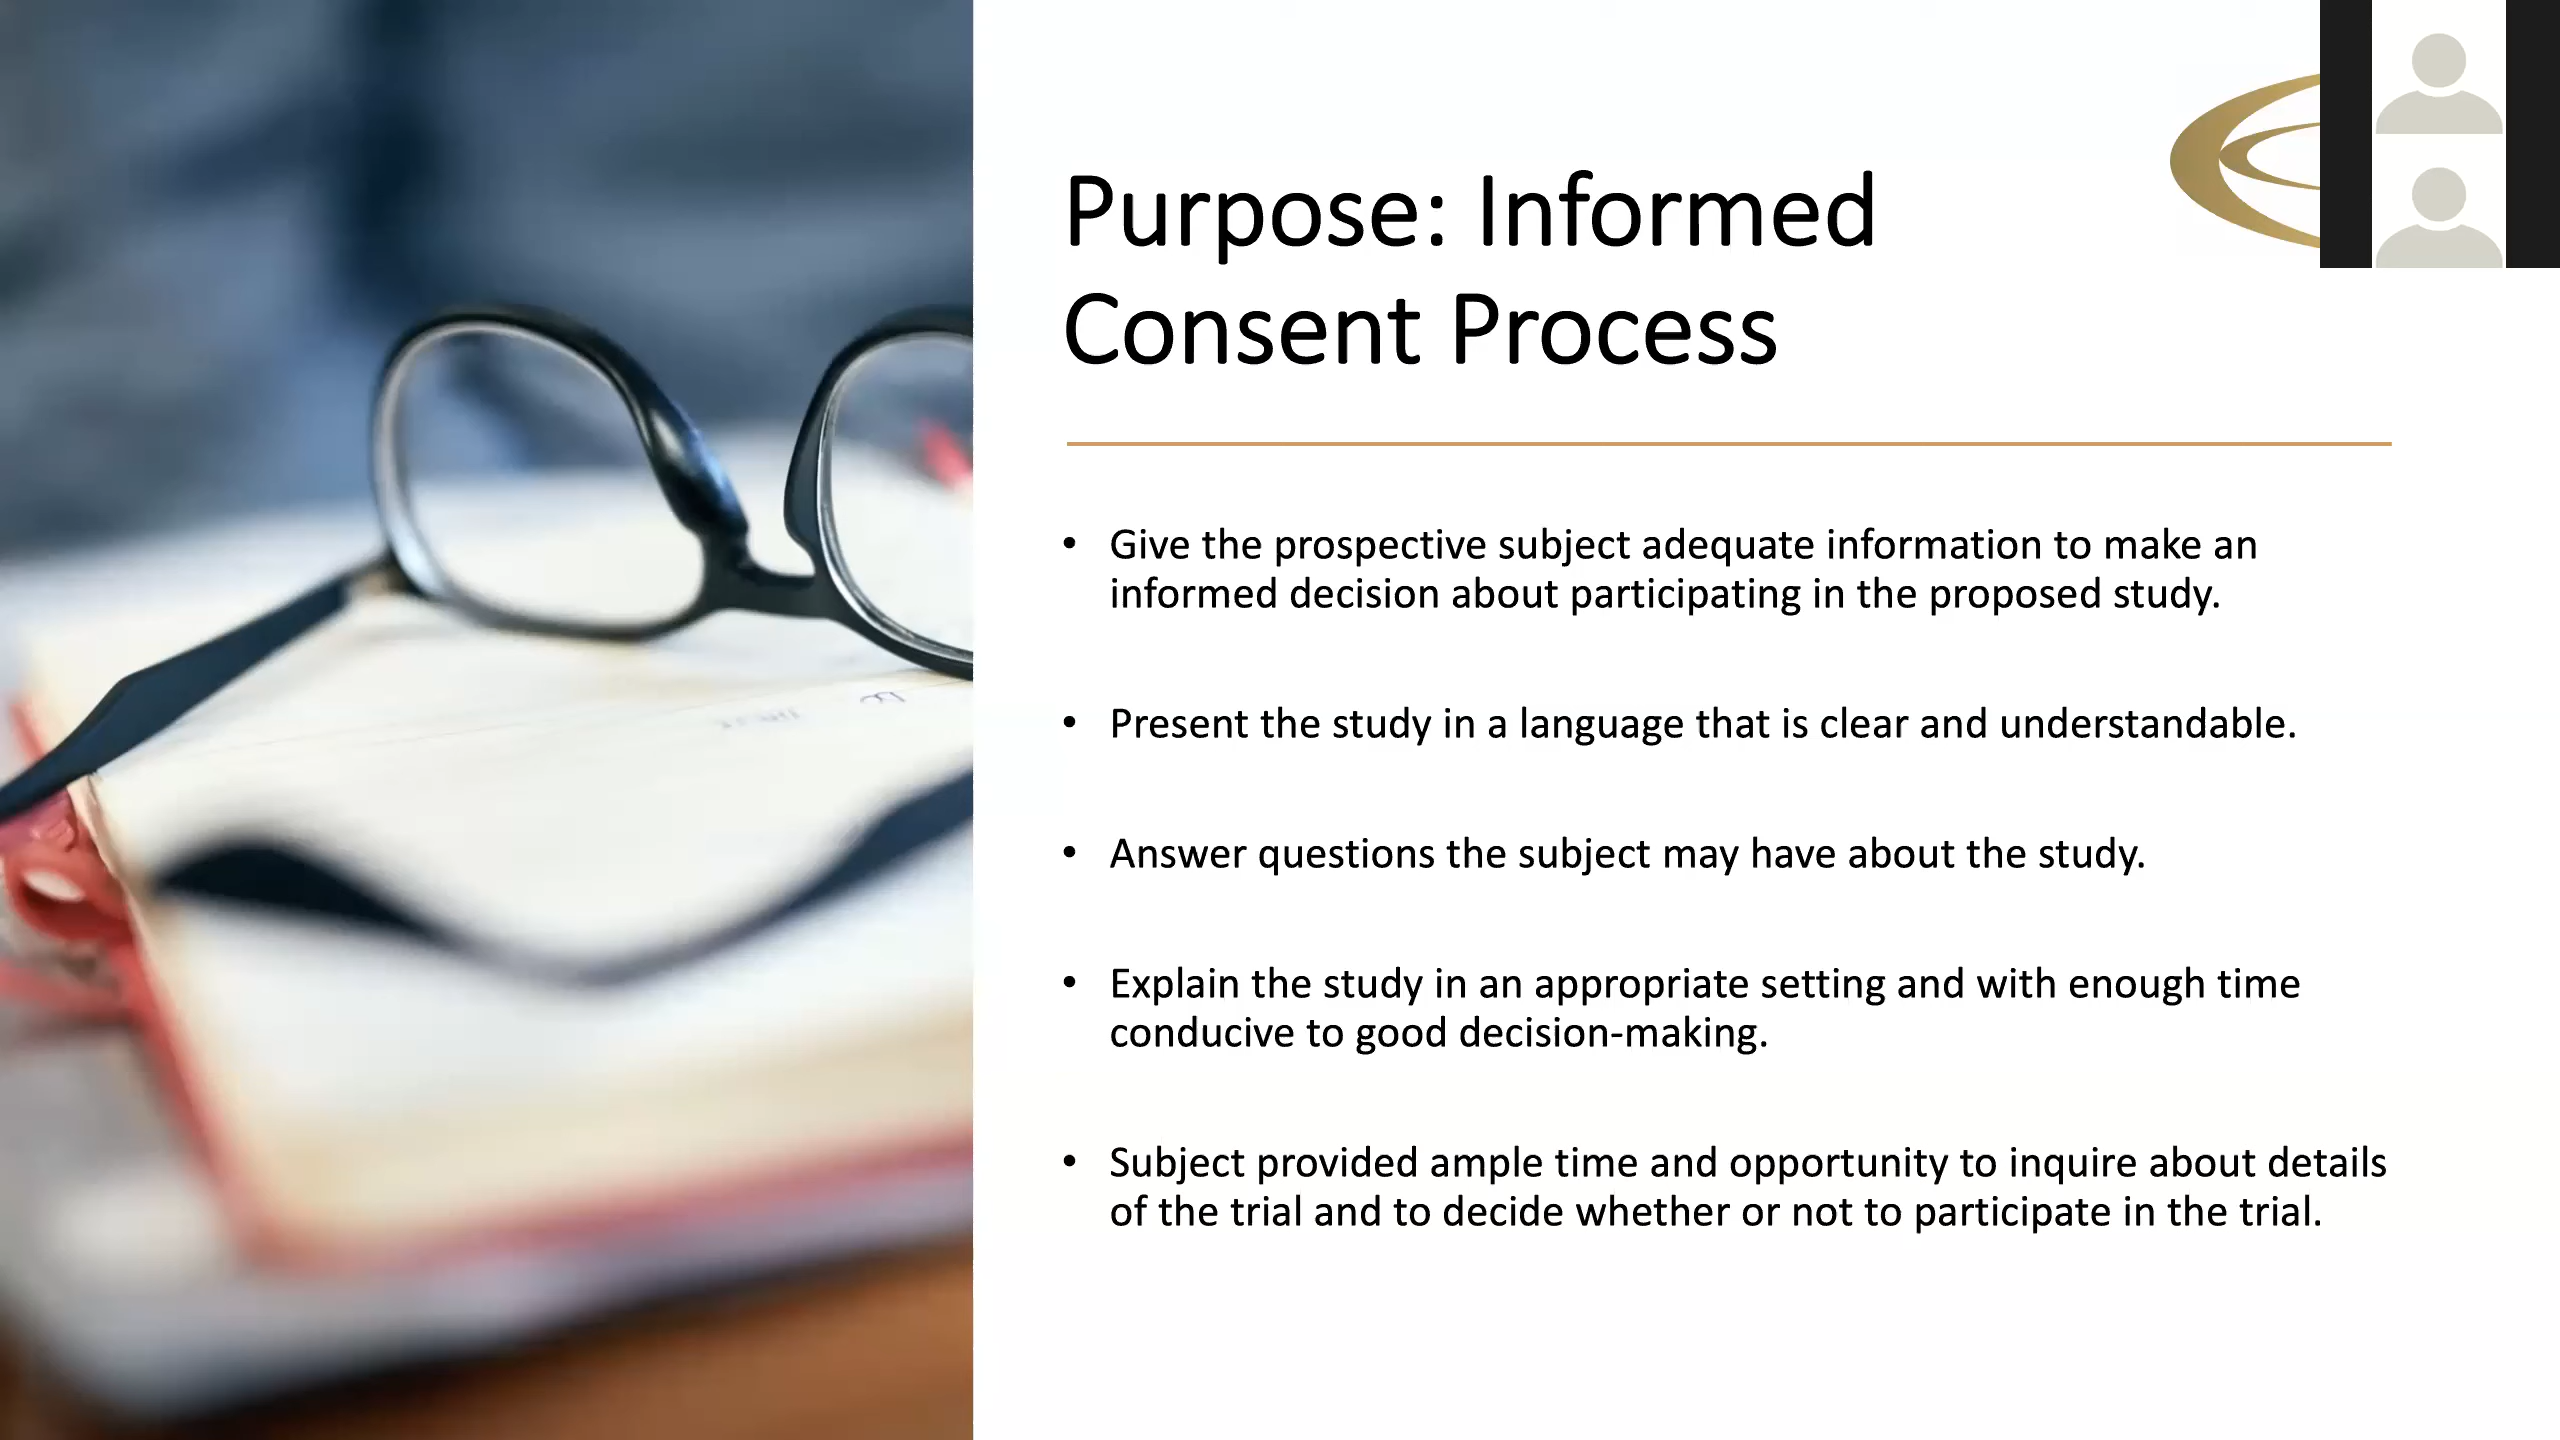 Purpose: Informed
Consent Process
• Give the prospective subject adequate information to make an
informed decision about participating in the proposed study.
• Present the study in a language that is clear and understandable.
• Answer questions the subject may have about the study.
• Explain the study in an appropriate setting and with enough time
conducive to good decision-making.
• Subject provided ample time and opportunity to inquire about details
of the trial and to decide whether or not to participate in the trial.